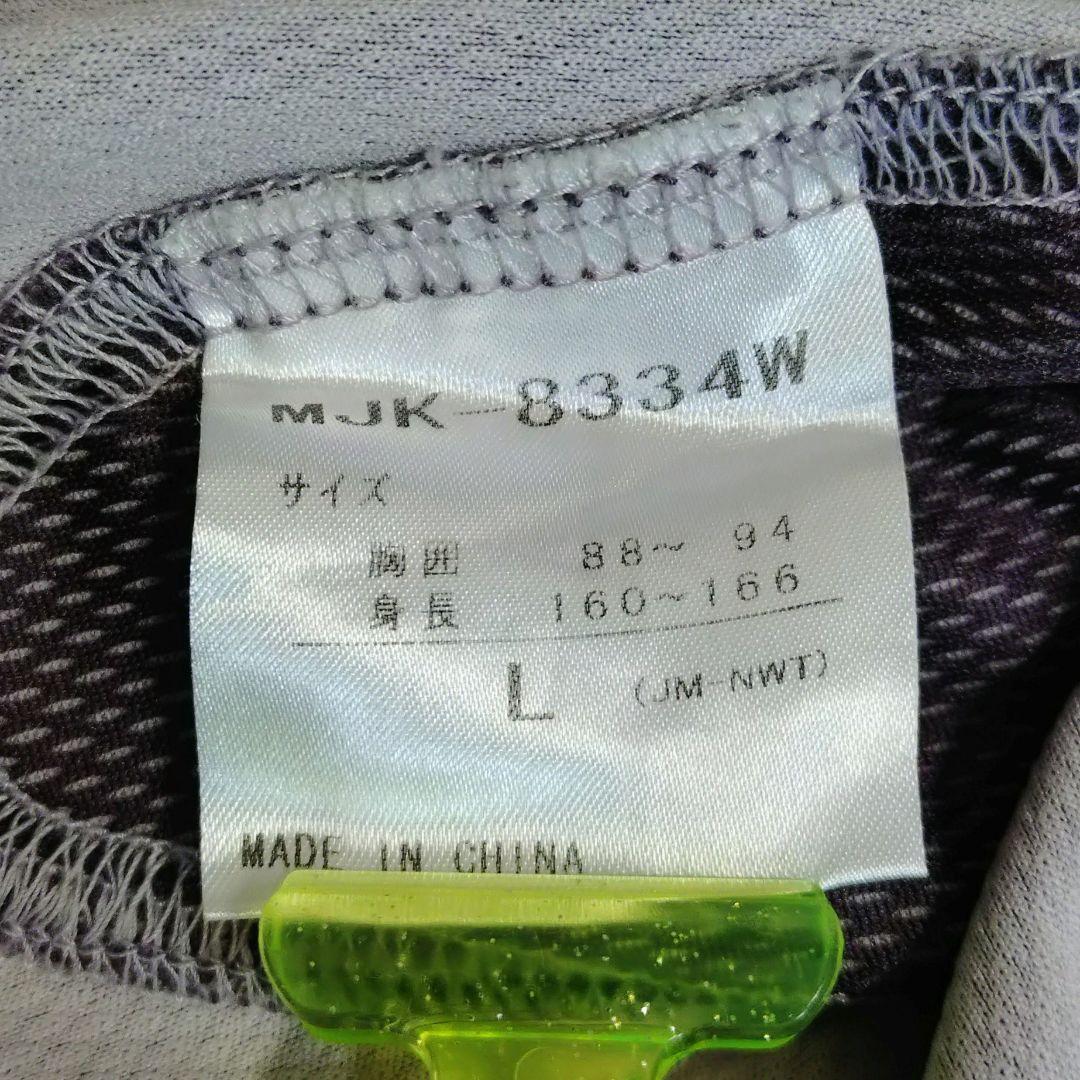 MJK-8334W
サイズ
胸囲 88～ 94
身長 160～166
L (JM-NWT)
MADE IN CHINA